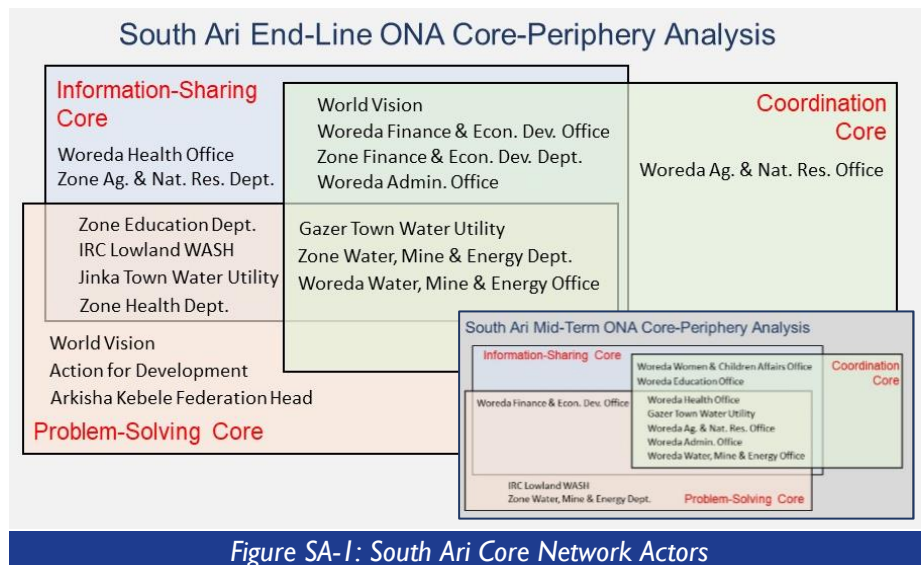 South Ari End-Line ONA Core-Periphery Analysis
Information-Sharing
Core
Woreda Health Office
Zone Ag. & Nat. Res. Dept.
World Vision
Woreda Finance & Econ. Dev. Office
Zone Finance & Econ. Dev. Dept.
Woreda Admin. Office
Coordination
Core
Woreda Ag. & Nat. Res. Office
Zone Education Dept.
IRC Lowland WASH
Jinka Town Water Utility
Zone Health Dept.
Gazer Town Water Utility
Zone Water, Mine & Energy Dept.
Woreda Water, Mine & Energy Office
World Vision
Action for Development
Arkisha Kebele Federation Head
Problem-Solving Core
South Ari Mid-Term ONA Core-Periphery Analysis
Information-Sharing Core
Woreda Women & Children Affairs Office
Woreda Education Office
Coordination
Core
Woreda Finance & Econ. Dev. Office
Woreda Health Office
Gazer Town Water Utility
Woreda Ag. & Nat. Res. Office
Woreda Admin. Office
Woreda Water, Mine & Energy Office
IRC Lowland WASH
Zone Water, Mine & Energy Dept.
Problem-Solving Core
Figure SA-1: South Ari Core Network Actors